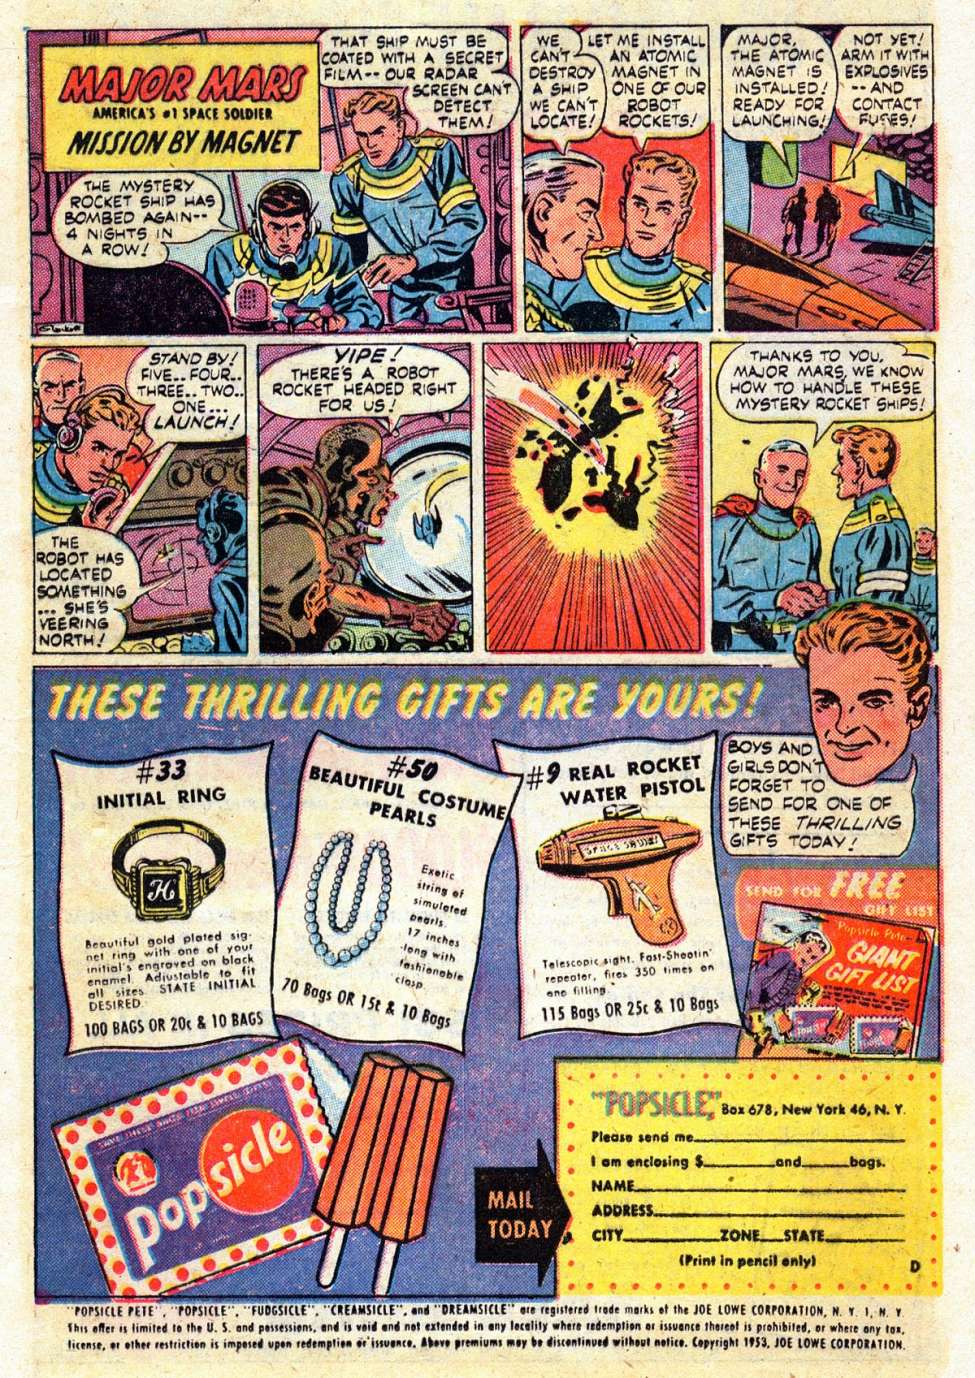 MAJOR MARS
AMERICA'S #1 SPACE SOLDIER
MISSION BY MAGNET
THE MYSTERY
ROCKET SHIP HAS
BOMBED AGAIN--
4 NIGHTS IN
A ROW!
THAT SHIP MUST BE
COATED WITH A SECRET
FILM-- OUR RADAR
SCREEN CAN'T
DETECT
THEM!
WE
CAN'T
DESTROY
A SHIP
WE CAN'T
LOCATE!
LET ME INSTALL
AN ATOMIC
MAGNET IN
ONE OF OUR
ROBOT
ROCKETS!
MAJOR,
THE ATOMIC
MAGNET IS
INSTALLED!
READY FOR
LAUNCHING!
NOT YET!
ARM IT WITH
EXPLOSIVES
-- AND
CONTACT
FUSES!
STAND BY!
FIVE.. FOUR..
THREE.. TWO..
ONE...
LAUNCH!
THE
ROBOT HAS
LOCATED
SOMETHING
... SHE'S
VEERING
NORTH!
YIPE!
THERE'S A ROBOT
ROCKET HEADED RIGHT
FOR US!
THANKS TO YOU,
MAJOR MARS, WE KNOW
HOW TO HANDLE THESE
MYSTERY ROCKET SHIPS!
THESE THRILLING GIFTS ARE YOURS!
BOYS AND
GIRLS DON'T
FORGET TO
SEND FOR ONE OF
THESE THRILLING
GIFTS TODAY!
#33
INITIAL RING
H
Beautiful gold plated sig-
net ring with one of your
initial's engraved on black
enamel Adjustable to fit
all sizes. STATE INITIAL
DESIRED.
100 BAGS OR 20¢ & 10 BAGS
#50
BEAUTIFUL COSTUME
PEARLS
Exotic
string of
simulated
pearls.
17 inches
long with
fashionable
clasp.
70 Bags OR 15¢ & 10 Bags
#9 REAL ROCKET
WATER PISTOL
SPACE SOLDIER
Telescopic sight. Fast-Shootin'
repeater, fires 350 times on
one filling.
115 Bags OR 25¢ & 10 BAGS
SEND FOR FREE
GIFT LIST
Popsicle Pete
GIANT
GIFT LIST
Popsicle
MAIL
TODAY
"POPSICLE," Box 678, New York 46, N. Y.
Please send me
I am enclosing $ and bags.
NAME
ADDRESS
CITY ZONE STATE
(Print in pencil only)
D
"POPSICLE PETE", "POPSICLE", "FUDGSICLE", "CREAMSICLE", and "DREAMSICLE" are registered trade marks of the JOE LOWE CORPORATION, N. Y. 1, N. Y.
This offer is limited to the U. S. and possessions, and is void and not extended in any locality where redemption or issuance thereof is prohibited, or where any tax,
license, or other restriction is imposed upon redemption or issuance. Above premiums may be discontinued without notice. Copyright 1953, JOE LOWE CORPORATION.